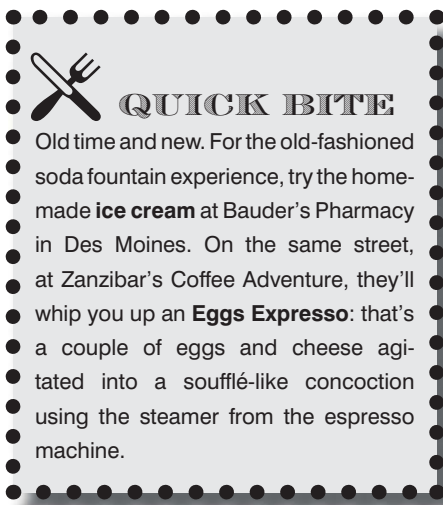 QUICK BITE
Old time and new. For the old-fashioned
soda fountain experience, try the home-
made ice cream at Bauder's Pharmacy
in Des Moines. On the same street,
at Zanzibar's Coffee Adventure, they'll
whip you up an Eggs Expresso: that's
a couple of eggs and cheese agi-
tated into a soufflé-like concoction
using the steamer from the espresso
machine.